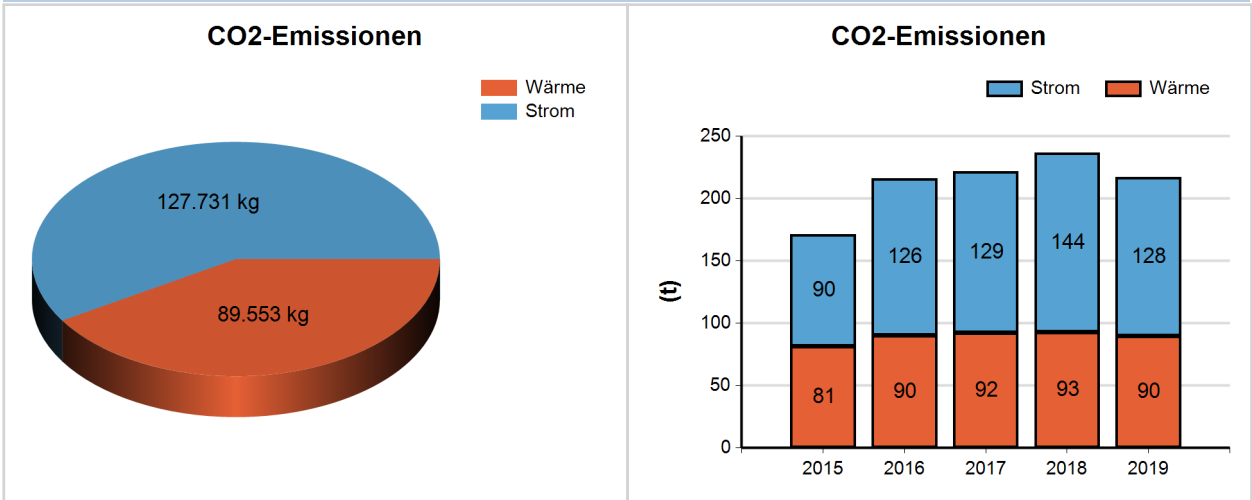 CO2-Emissionen
Wärme
Strom
127.731 kg
89.553 kg
CO2-Emissionen
Strom Wärme
250
200
150
100
50
0
(t)
90 126 129 144 128
81 90 92 93 90
2015 2016 2017 2018 2019